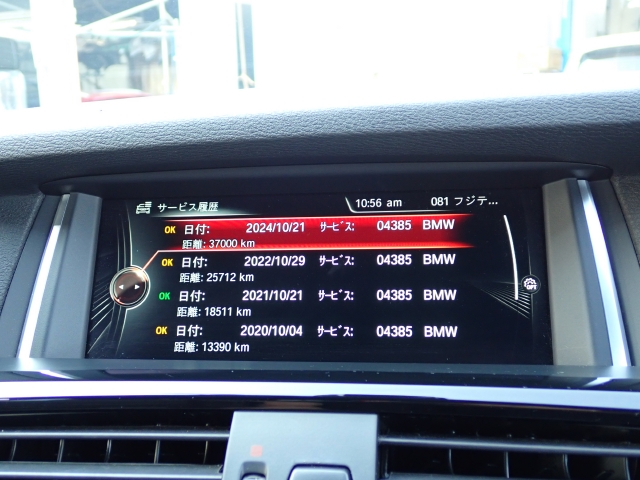 サービス履歴 10:56 am 081 フジテ...
OK 日付: 2024/10/21 ｻｰﾋﾞｽ: 04385 BMW
距離: 37000 km
OK 日付: 2022/10/29 ｻｰﾋﾞｽ: 04385 BMW
距離: 25712 km
OK 日付: 2021/10/21 ｻｰﾋﾞｽ: 04385 BMW
距離: 18511 km
OK 日付: 2020/10/04 ｻｰﾋﾞｽ: 04385 BMW
距離: 13390 km
OFF